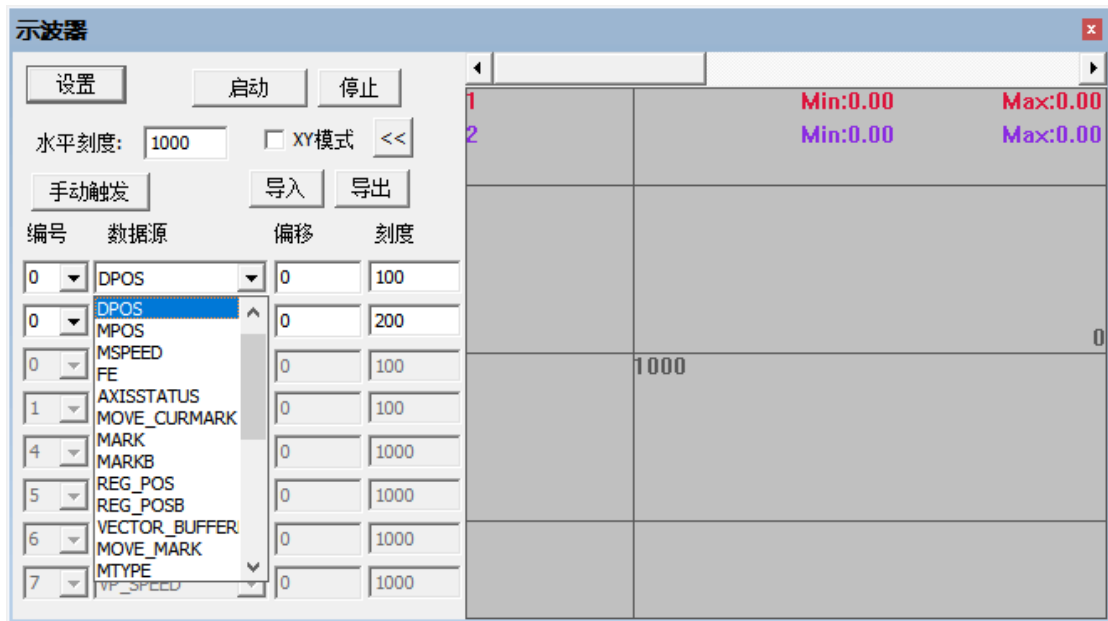 示波器
设置 启动 停止
水平刻度: 1000 XY模式 <<
手动触发 导入 导出
编号 数据源 偏移 刻度
0 DPOS 0 100
0 0 200
0 0 100
1 0 100
4 0 1000
5 0 1000
6 0 1000
7 VP_SPEED 0 1000
DPOS
MPOS
MSPEED
FE
AXISSTATUS
MOVE_CURMARK
MARK
MARKB
REG_POS
REG_POSB
VECTOR_BUFFER
MOVE_MARK
MTYPE
1 Min:0.00 Max:0.00
2 Min:0.00 Max:0.00
0
1000